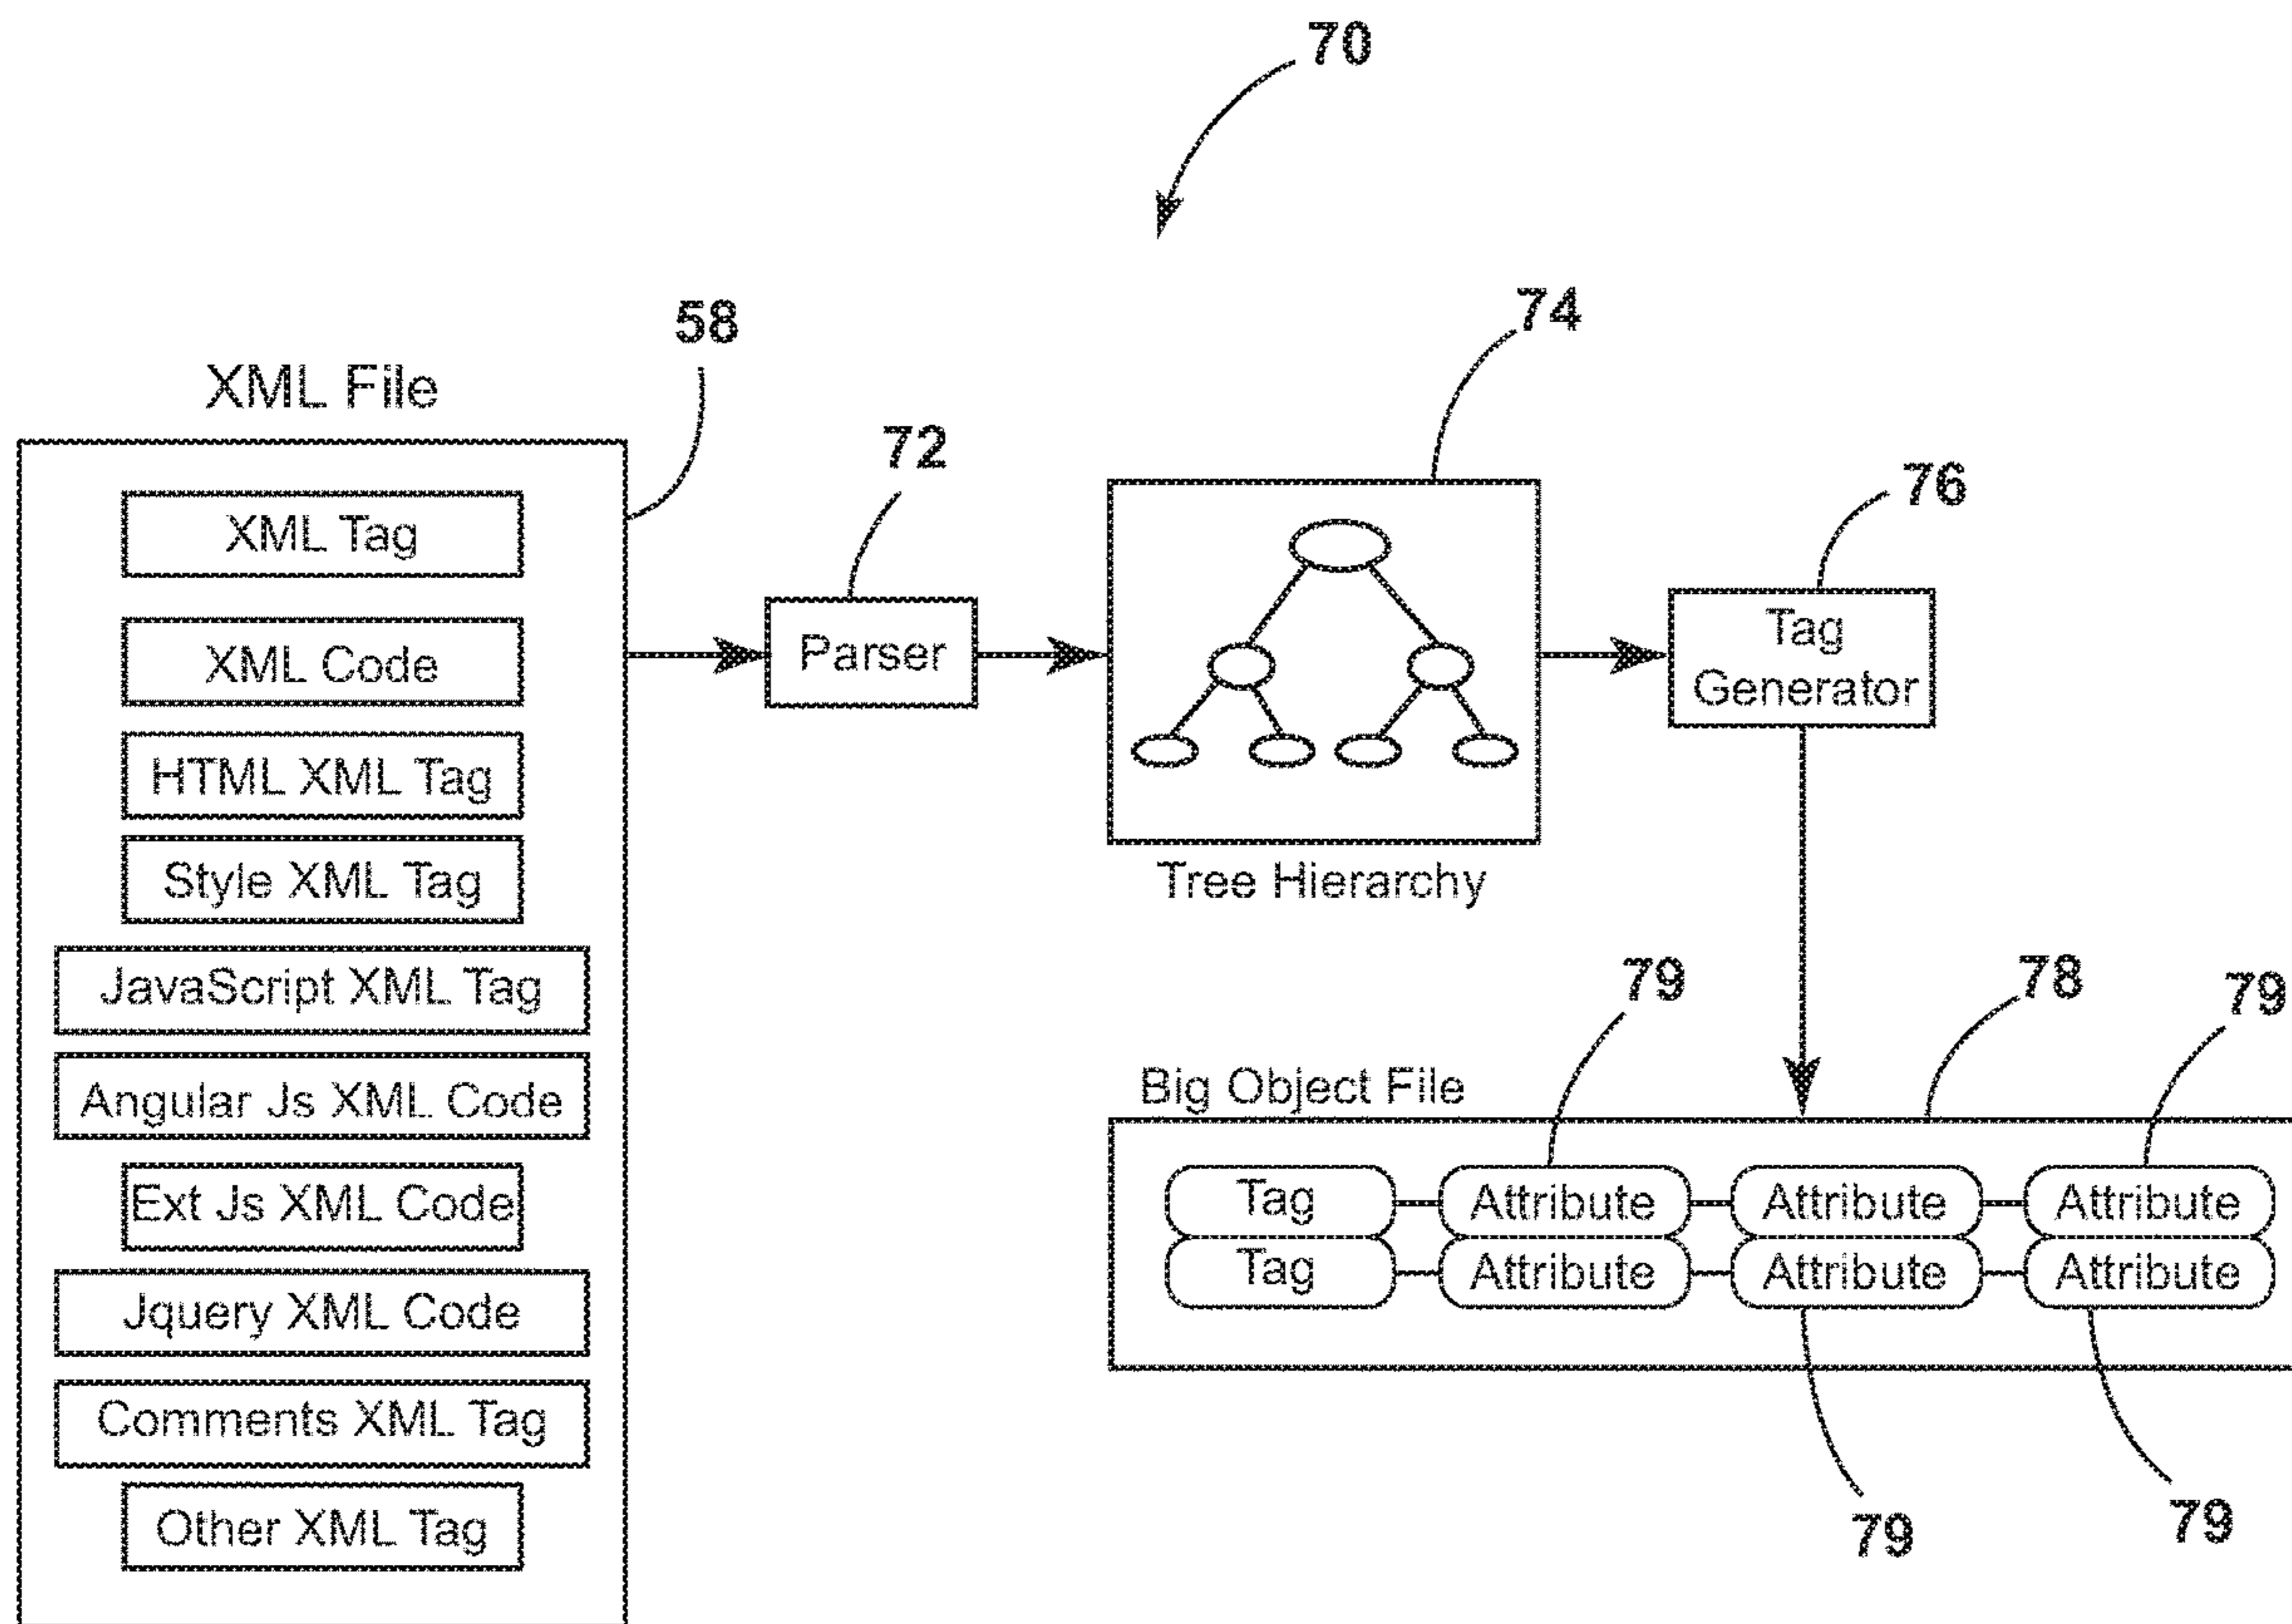 70
58
74
XML File
72
76
XML Tag
XML Code
HTML XML Tag
Style XML Tag
JavaScript XML Tag
Angular Js XML Code
Ext Js XML Code
Jquery XML Code
Comments XML Tag
Other XML Tag
Parser
Tree Hierarchy
Tag
Generator
79
78
79
Big Object File
Tag Attribute Attribute Attribute
Tag Attribute Attribute Attribute
79
79